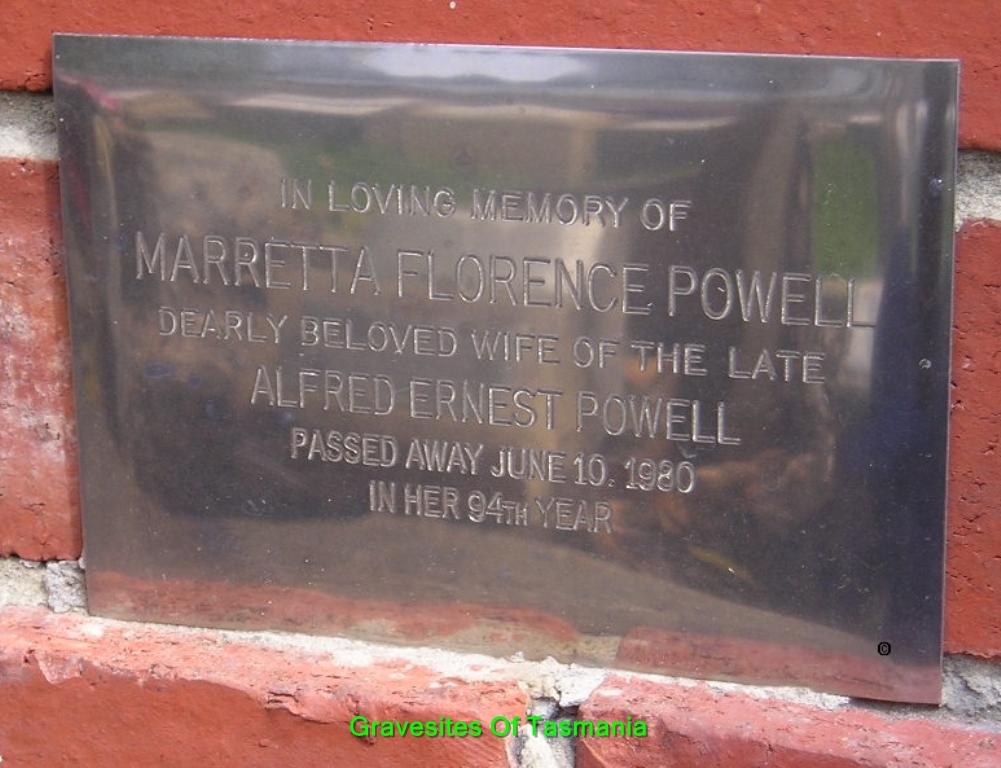 IN LOVING MEMORY OF
MARRETTA FLORENCE POWELL
DEARLY BELOVED WIFE OF THE LATE
ALFRED ERNEST POWELL
PASSED AWAY JUNE 10. 1980
IN HER 94TH YEAR
©
Gravesites Of Tasmania